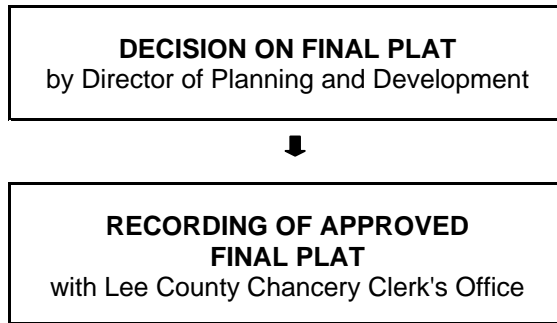 DECISION ON FINAL PLAT
by Director of Planning and Development
RECORDING OF APPROVED
FINAL PLAT
with Lee County Chancery Clerk's Office